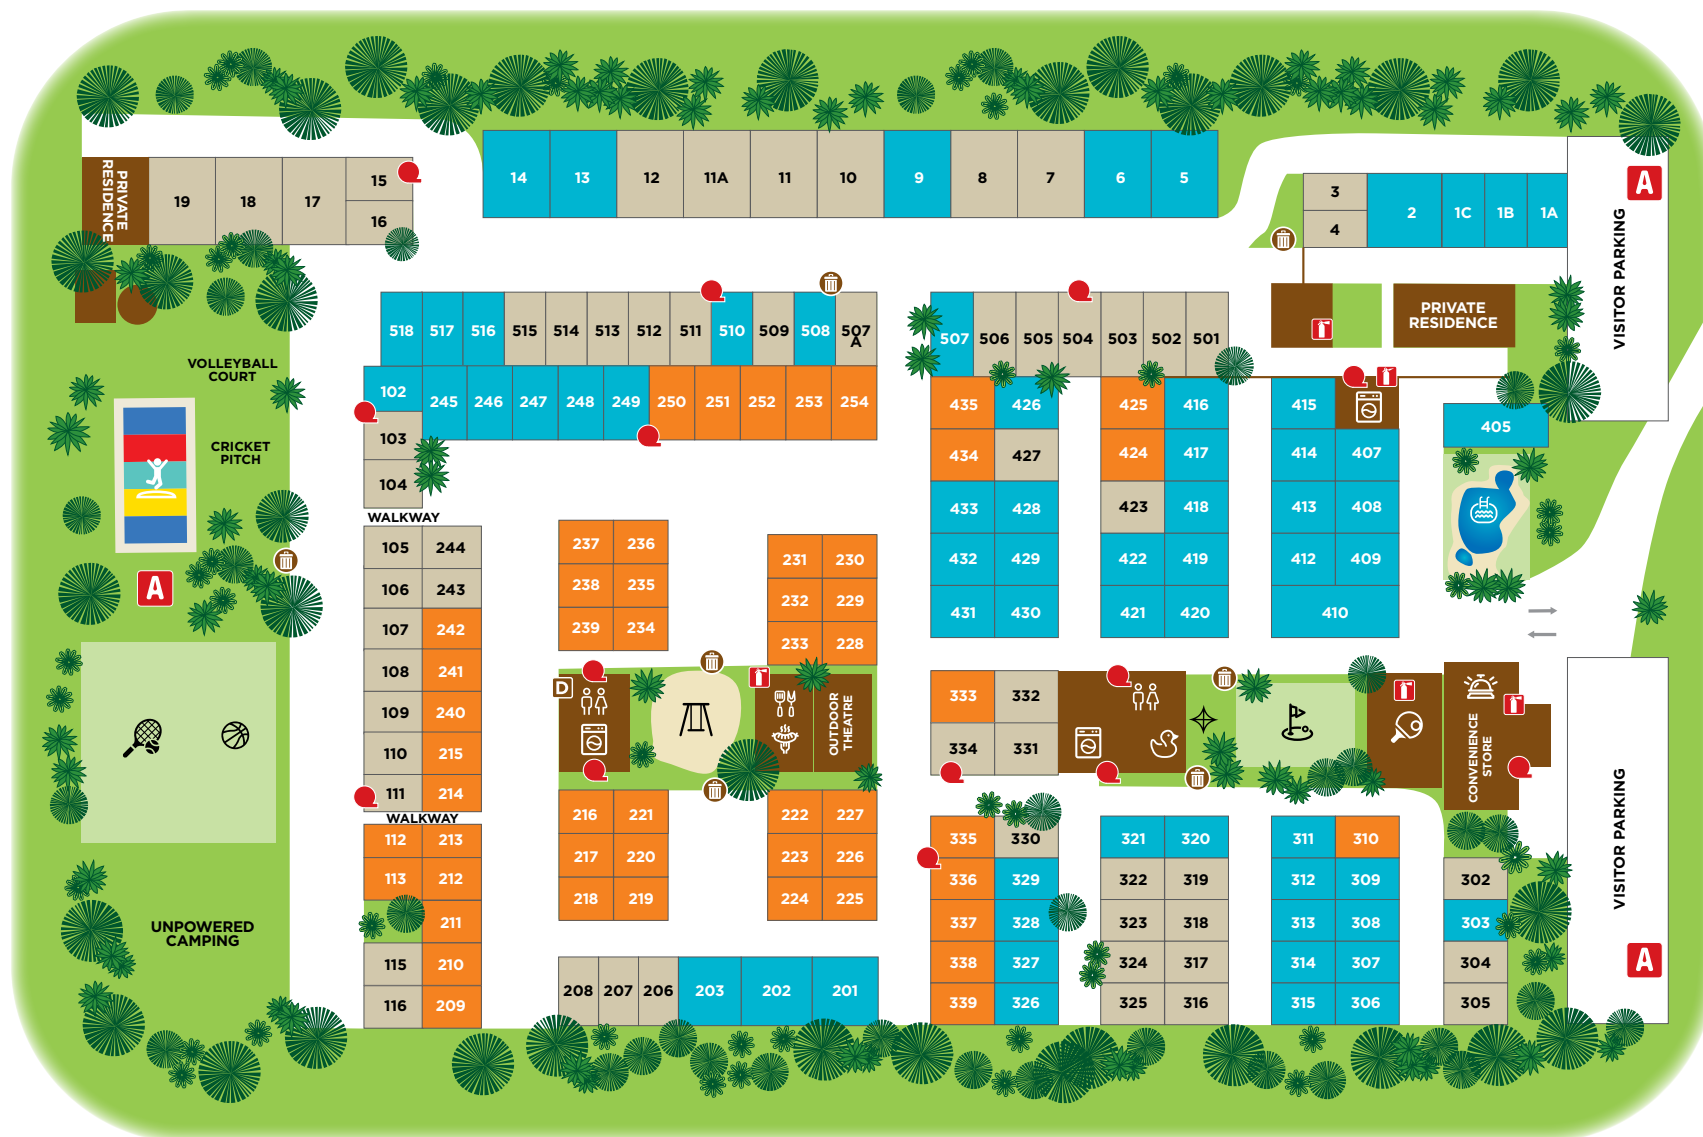 14 13 12 11A 11 10 9 8 7 6 5
PRIVATE
RESIDENCE
19 18 17 15
16
3
4
2 1C 1B 1A
A
VISITOR PARKING
518 517 516 515 514 513 512 511 510 509 508 507
A
507 506 505 504 503 502 501
PRIVATE
RESIDENCE
VOLLEYBALL
COURT
CRICKET
PITCH
A
102
103
104
245 246 247 248 249 250 251 252 253 254
WALKWAY
105 244
106 243
107 242
108 241
109 240
110 215
111 214
WALKWAY
112 213
113 212
211
115 210
116 209
UNPOWERED
CAMPING
237 236
238 235
239 234
231 230
232 229
233 228
D
OUTDOOR
THEATRE
216 221
217 220
218 219
222 227
223 226
224 225
208 207 206 203 202 201
435 426
434 427
433 428
432 429
431 430
425 416
424 417
423 418
422 419
421 420
415
414 407
413 408
412 409
410
405
333 332
334 331
CONVENIENCE
STORE
335 330
336 329
337 328
338 327
339 326
321 320
322 319
323 318
324 317
325 316
311 310
312 309
313 308
314 307
315 306
302
303
304
305
VISITOR PARKING
A